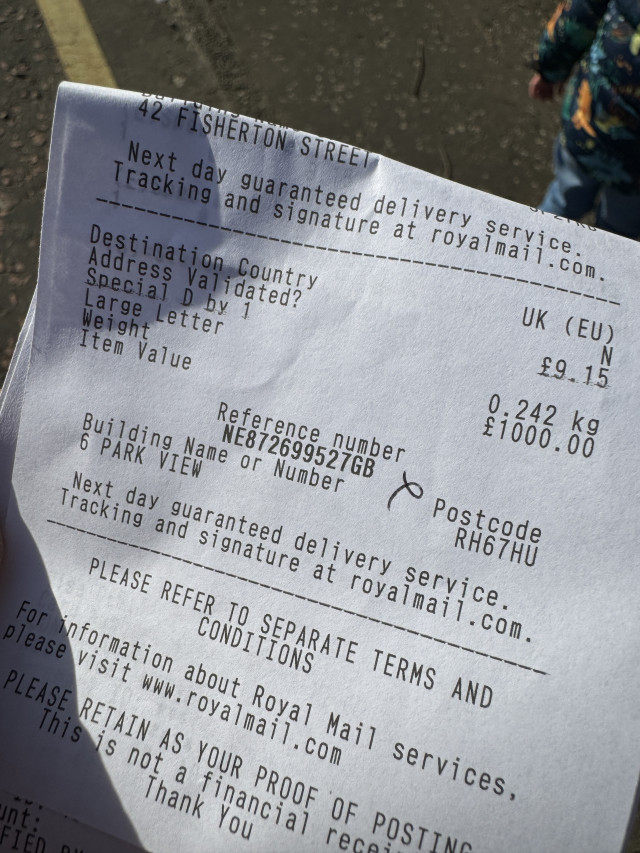 42 FISHERTON STREET
Next day guaranteed delivery service.
Tracking and signature at royalmail.com.
Destination Country UK (EU)
Address Validated? N
Special D by 1 £9.15
Large Letter
Weight 0.242 kg
Item Value £1000.00
Reference number
NE872699527GB
Building Name or Number Postcode
6 PARK VIEW RH67HU
Next day guaranteed delivery service.
Tracking and signature at royalmail.com.
PLEASE REFER TO SEPARATE TERMS AND
CONDITIONS
For information about Royal Mail services,
please visit www.royalmail.com
PLEASE RETAIN AS YOUR PROOF OF POSTING
This is not a financial recei
Thank You